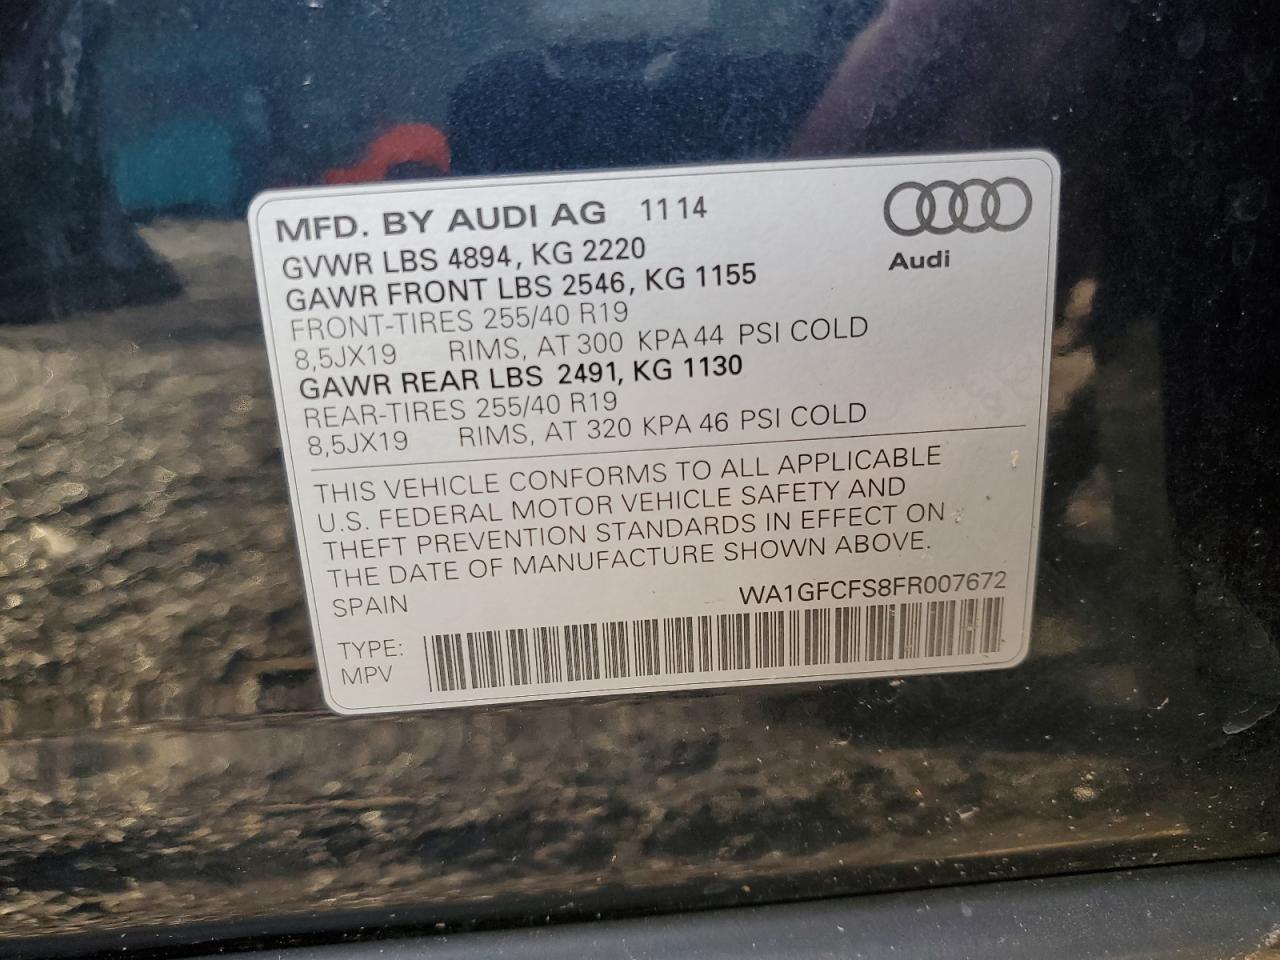 MFD. BY AUDI AG 11 14
Audi
GVWR LBS 4894, KG 2220
GAWR FRONT LBS 2546, KG 1155
FRONT-TIRES 255/40 R19
8,5JX19 RIMS, AT 300 KPA 44 PSI COLD
GAWR REAR LBS 2491, KG 1130
REAR-TIRES 255/40 R19
8,5JX19 RIMS, AT 320 KPA 46 PSI COLD
THIS VEHICLE CONFORMS TO ALL APPLICABLE
U.S. FEDERAL MOTOR VEHICLE SAFETY AND
THEFT PREVENTION STANDARDS IN EFFECT ON
THE DATE OF MANUFACTURE SHOWN ABOVE.
SPAIN WA1GFCFS8FR007672
TYPE:
MPV